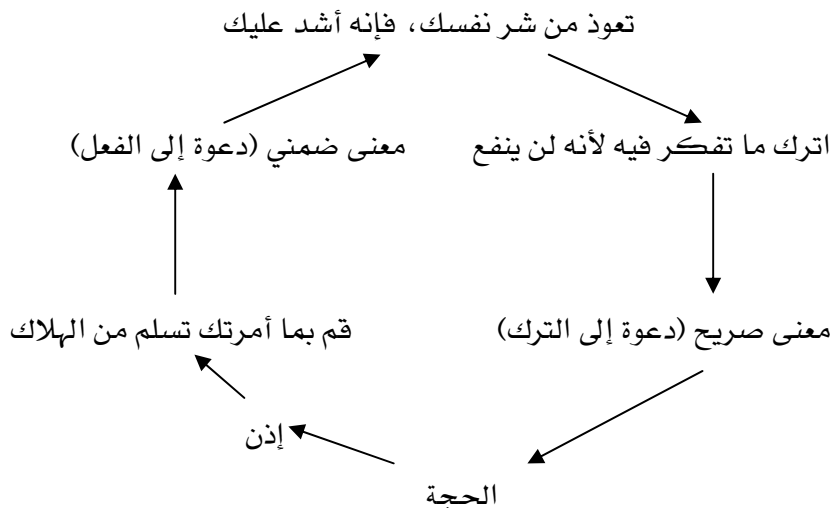 تعوذ من شر نفسك، فإنه أشد عليك
اترك ما تفكر فيه لأنه لن ينفع
معنى ضمني (دعوة إلى الفعل)
معنى صريح (دعوة إلى الترك)
قم بما أمرتك تسلم من الهلاك
إذن
الحجة